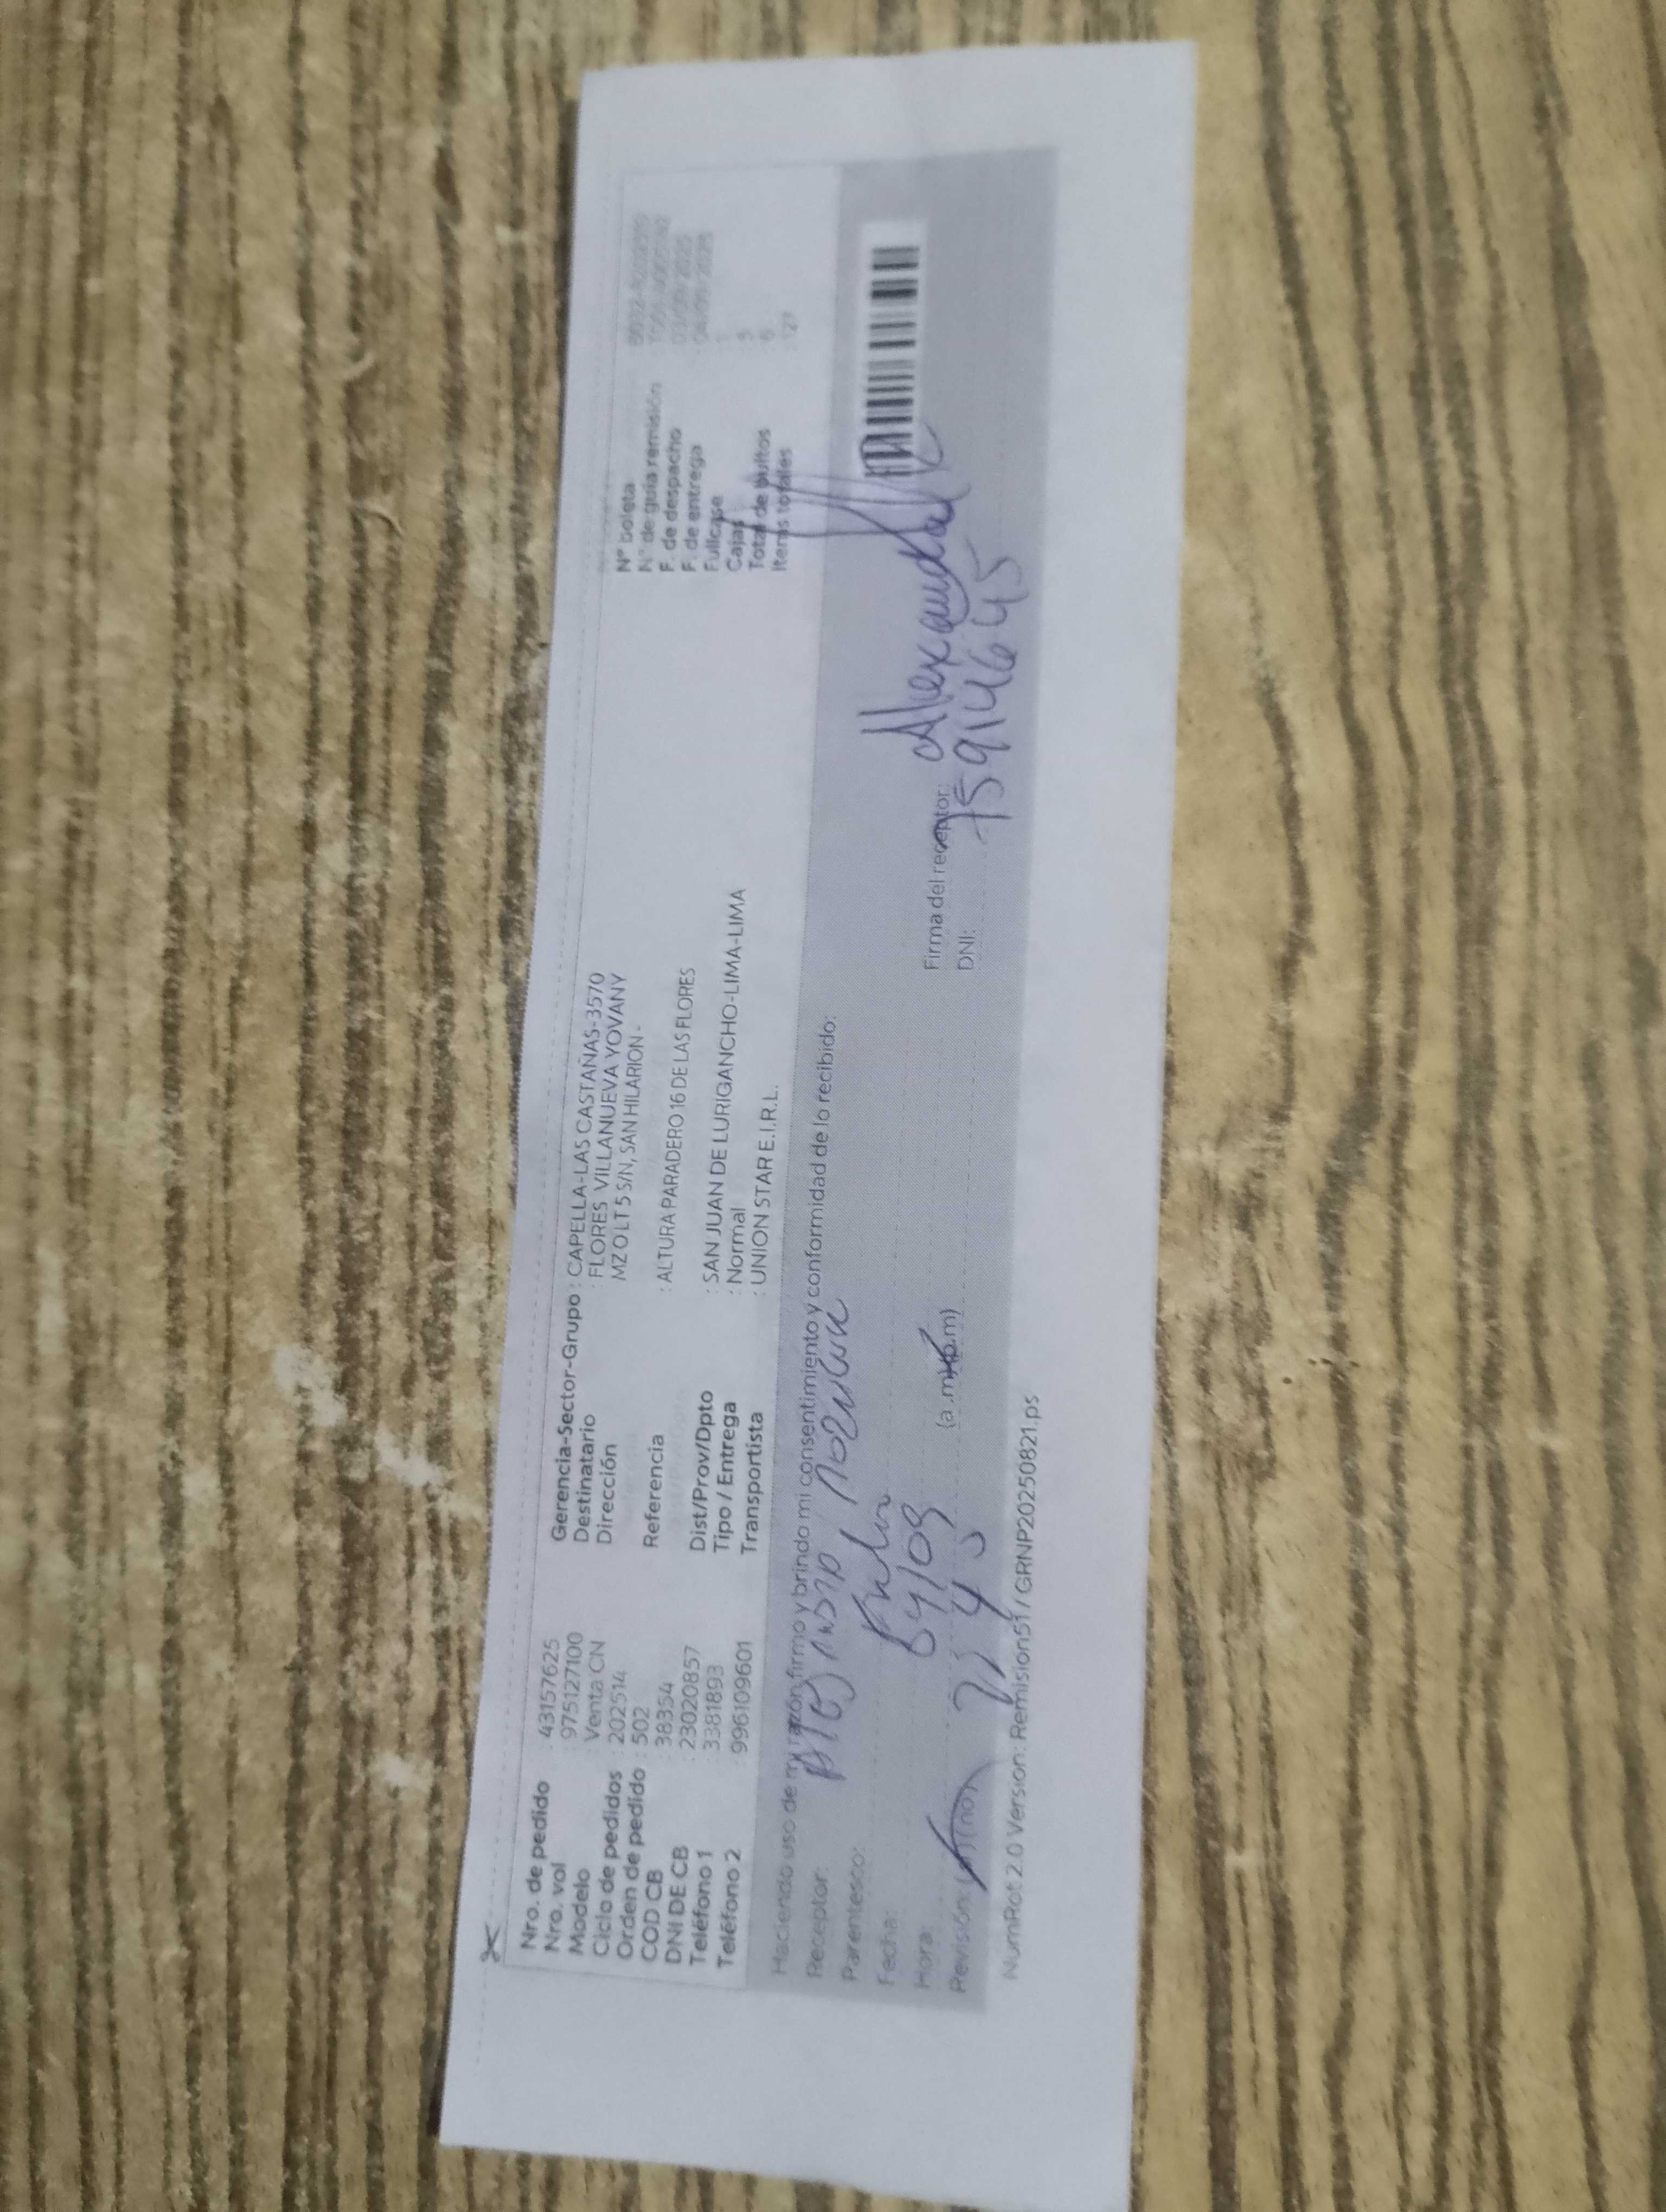 Nro. de pedido : 43157625
Nro. vol : 975127100
Modelo : Venta CN
Ciclo de pedidos : 202514
Orden de pedido : 502
COD CB 38354
DNI DE CB : 23020857
Teléfono 1 3381893
Teléfono 2 : 996109601
Gerencia-Sector-Grupo : CAPELLA-LAS CASTAÑAS-3570
Destinatario : FLORES VILLANUEVA YOVANY
Dirección MZ O LT 5 S/N, SAN HILARION -
Referencia : ALTURA PARADERO 16 DE LAS FLORES
Dist/Prov/Dpto : SAN JUAN DE LURIGANCHO-LIMA-LIMA
Tipo / Entrega : Normal
Transportista : UNION STAR E.I.R.L.
N° boleta
N° de guía remisión
F. de despacho
F. de entrega
Fullcase 1
Cajas
Total de bultos
Items totales
Haciendo uso de mi razón, firmo y brindo mi consentimiento y conformidad de lo recibido:
Receptor:
Parentesco:
Fecha: 04/09
Hora: (a.m/p.m)
Revisión:
Firma del receptor: Alexandra
DNI: 75914645
NumRot 2.0 Version: Remision51 / GRNP20250821.ps